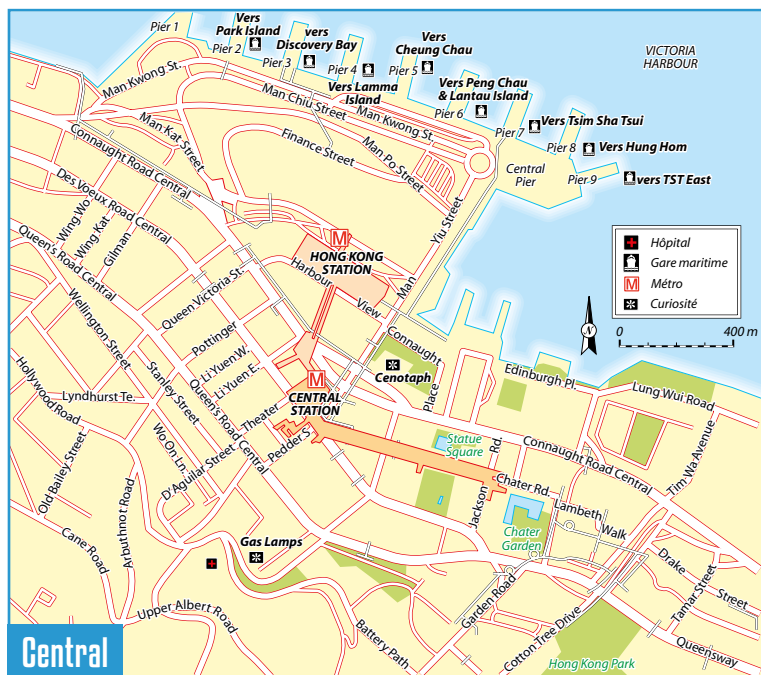 Pier 1
Vers
Park Island
Pier 2
vers
Discovery Bay
Pier 3
Pier 4
Vers Lamma
Island
Vers
Cheung Chau
Pier 5
Vers Peng Chau
& Lantau Island
Pier 6
Pier 7
Vers Tsim Sha Tsui
Pier 8
Vers Hung Hom
Pier 9
vers TST East
VICTORIA
HARBOUR
Central
Pier
Man Kwong St.
Man Chiu Street
Man Kwong St.
Man Kat Street
Finance Street
Man Po Street
Connaught Road Central
Des Voeux Road Central
Queen's Road Central
Wing Wo
Wing Kat
Gilman
Man
Yiu Street
M
HONG KONG
STATION
Harbour
View
Connaught
Place
Queen Victoria St.
Pottinger
Li Yuen W.
Li Yuen E.
Wellington Street
Stanley Street
Queen's Road Central
Hollywood Road
Lyndhurst Te.
Theater
M
CENTRAL
STATION
Cenotaph
Edinburgh Pl.
Lung Wui Road
Hôpital
Gare maritime
M
Métro
Curiosité
N
0
400 m
Old Bailey Street
Wo On Ln.
D'Aguilar Street
Pedder S.
Statue
Square
Connaught Road Central
Tim Wa Avenue
Chater Rd.
Jackson
Rd.
Lambeth
Walk
Chater
Garden
Cane Road
Arbuthnot Road
Gas Lamps
Upper Albert Road
Battery Path
Garden Road
Cotton Tree Drive
Drake
Street
Tamar Street
Queensway
Hong Kong Park
Central